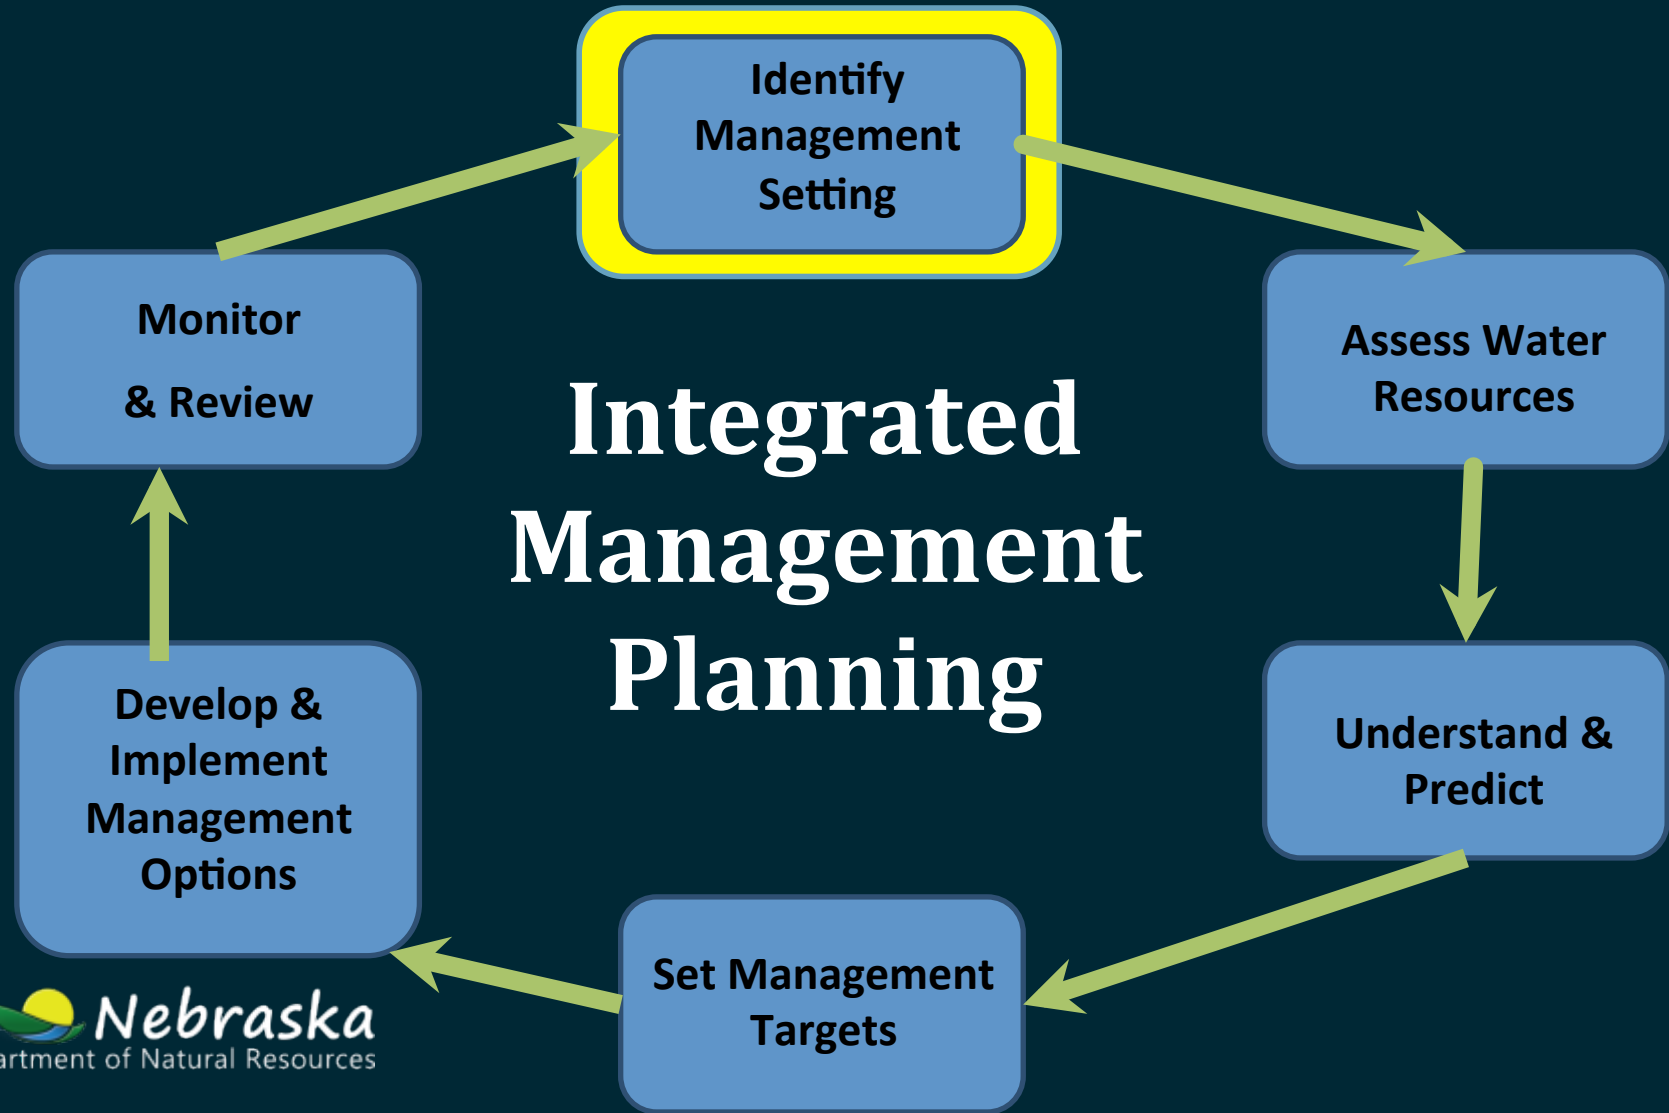 Identify
Management
Setting
Monitor
& Review
Assess Water
Resources
Integrated
Management
Planning
Develop &
Implement
Management
Options
Understand &
Predict
Set Management
Targets
Nebraska
artment of Natural Resources